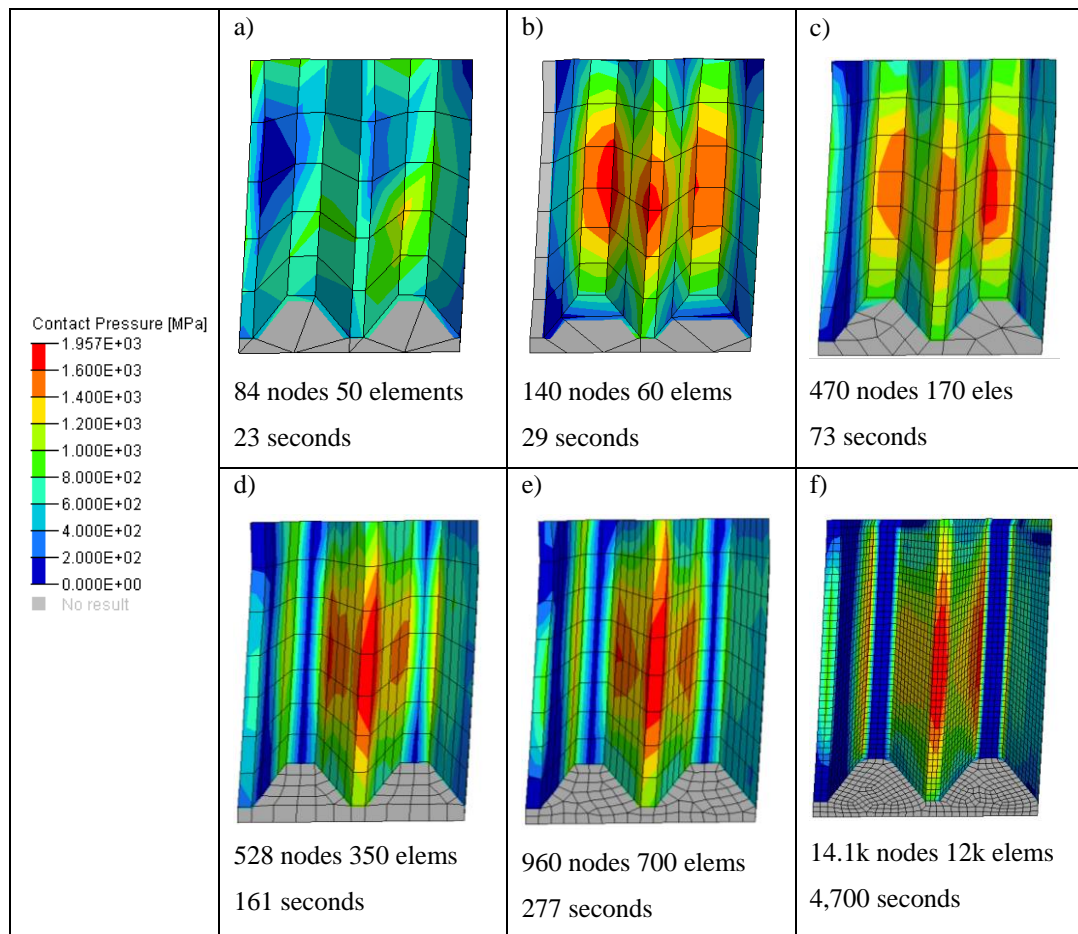 Contact Pressure [MPa]
1.957E+03
1.600E+03
1.400E+03
1.200E+03
1.000E+03
8.000E+02
6.000E+02
4.000E+02
2.000E+02
0.000E+00
No result
a)
84 nodes 50 elements
23 seconds
b)
140 nodes 60 elems
29 seconds
c)
470 nodes 170 eles
73 seconds
d)
528 nodes 350 elems
161 seconds
e)
960 nodes 700 elems
277 seconds
f)
14.1k nodes 12k elems
4,700 seconds